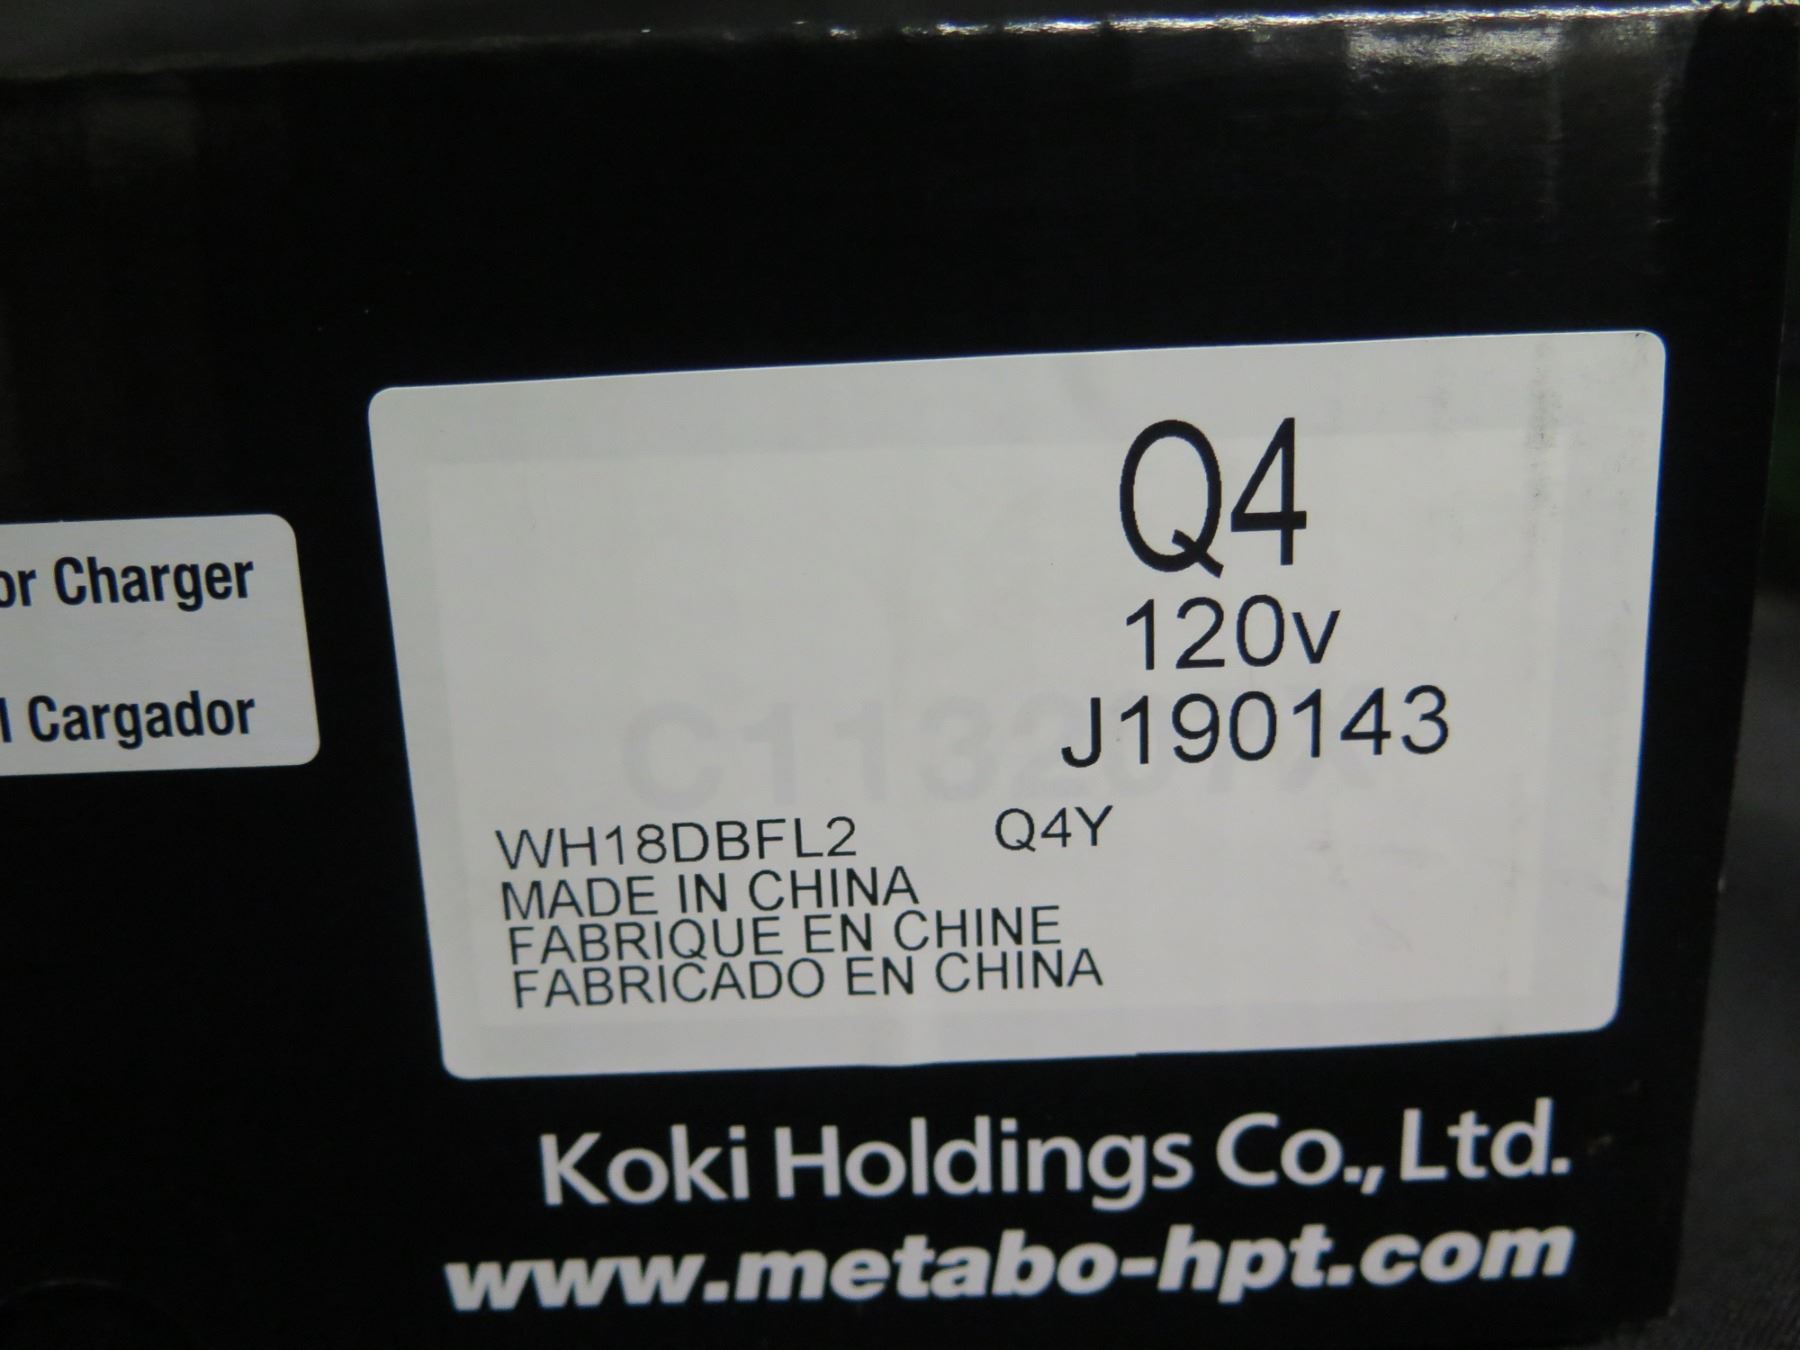 or Charger
l Cargador
Q4
120v
J190143
WH18DBFL2 Q4Y
MADE IN CHINA
FABRIQUE EN CHINE
FABRICADO EN CHINA
Koki Holdings Co., Ltd.
www.metabo-hpt.com